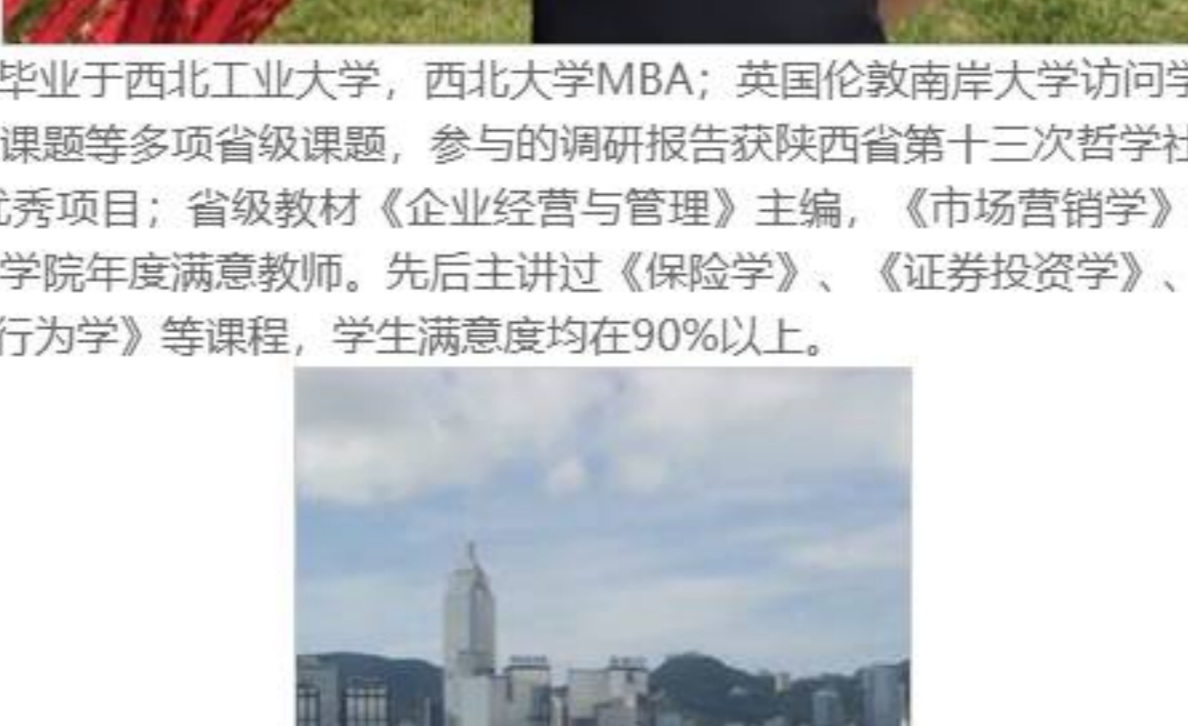 毕业于西北工业大学，西北大学MBA；英国伦敦南岸大学访问学
课题等多项省级课题，参与的调研报告获陕西省第十三次哲学社
优秀项目；省级教材《企业经营与管理》主编，《市场营销学》
学院年度满意教师。先后主讲过《保险学》、《证券投资学》、
行为学》等课程，学生满意度均在90%以上。